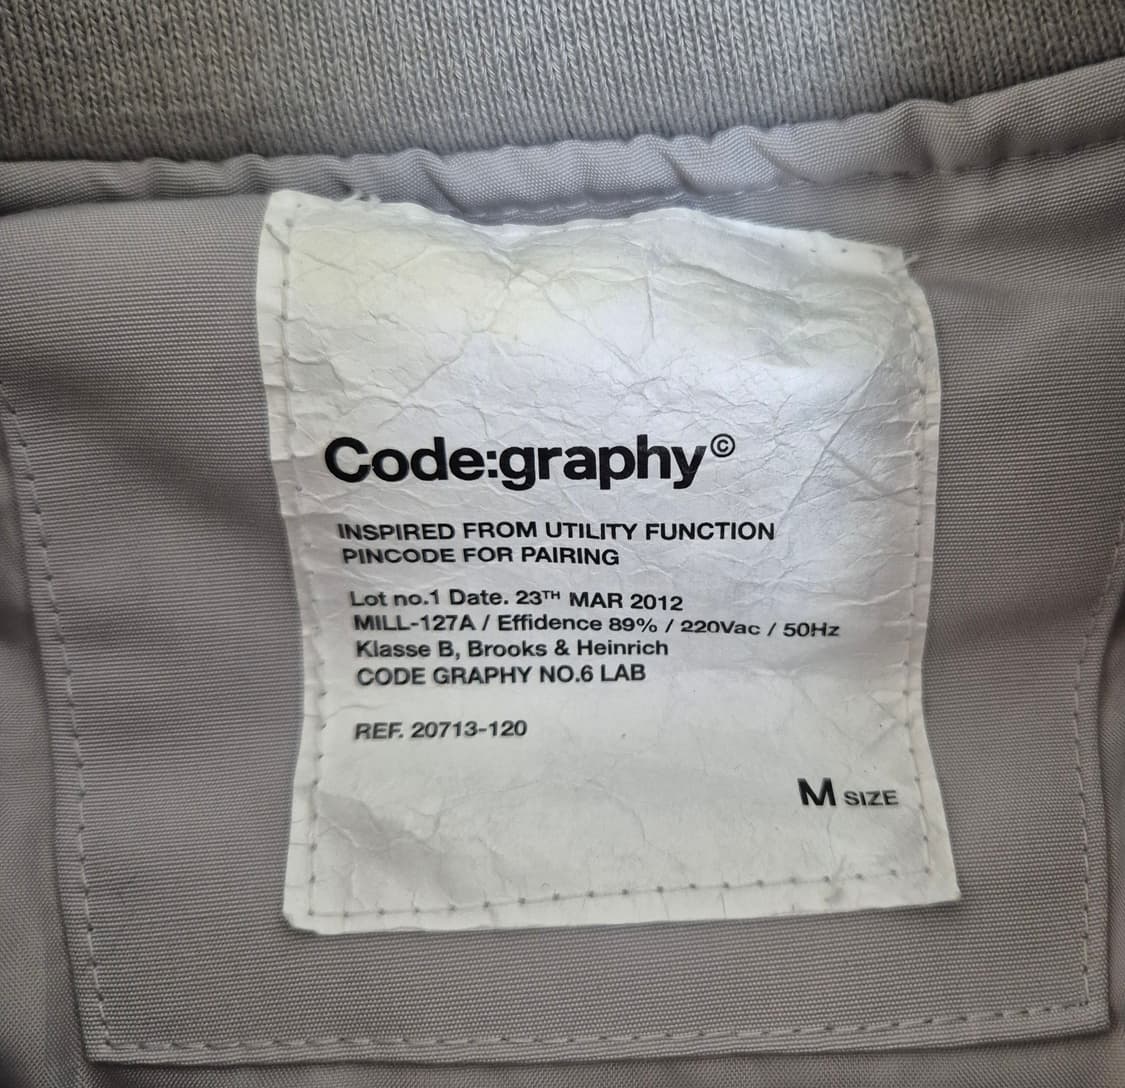 Code:graphy©
INSPIRED FROM UTILITY FUNCTION
PINCODE FOR PAIRING
Lot no.1 Date. 23TH MAR 2012
MILL-127A / Effidence 89% / 220Vac / 50Hz
Klasse B, Brooks & Heinrich
CODE GRAPHY NO.6 LAB
REF. 20713-120
M SIZE